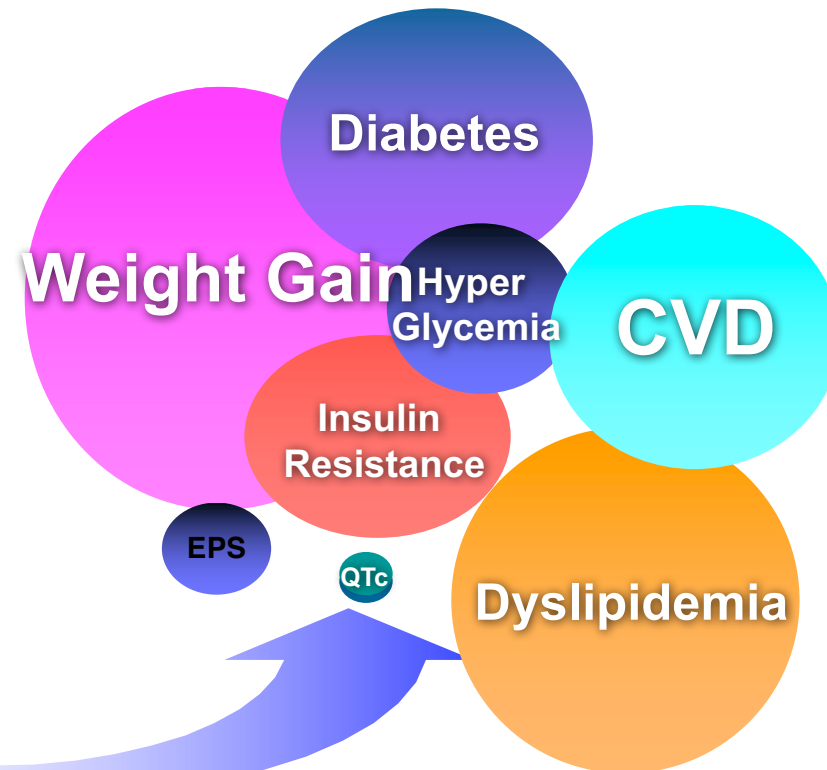 Diabetes
Weight Gain
Hyper
Glycemia
CVD
Insulin
Resistance
EPS
QTc
Dyslipidemia